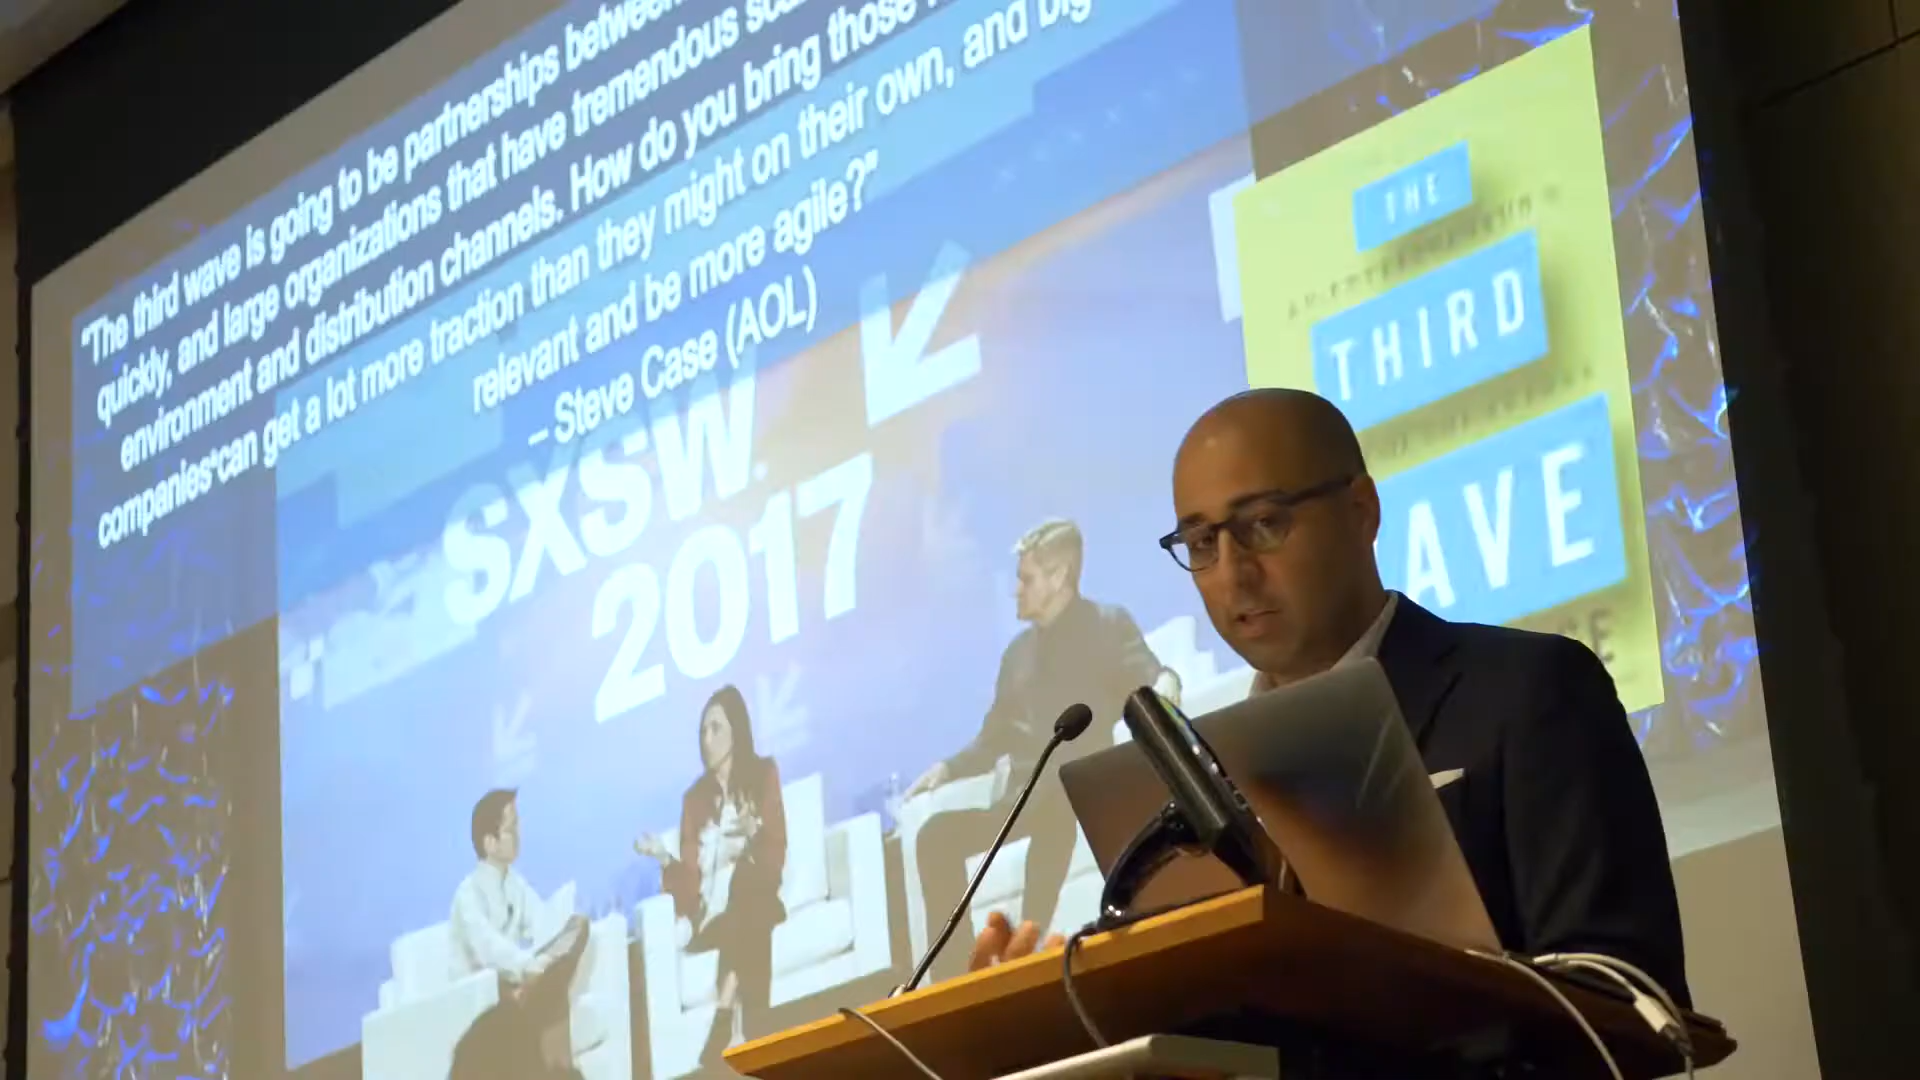 "The third wave is going to be partnerships between
quickly, and large organizations that have tremendous
environment and distribution channels. How do you bring those
companies can get a lot more traction than they might on their own, and big
relevant and be more agile?"
– Steve Case (AOL)
SXSW
2017
THE
THIRD
AVE